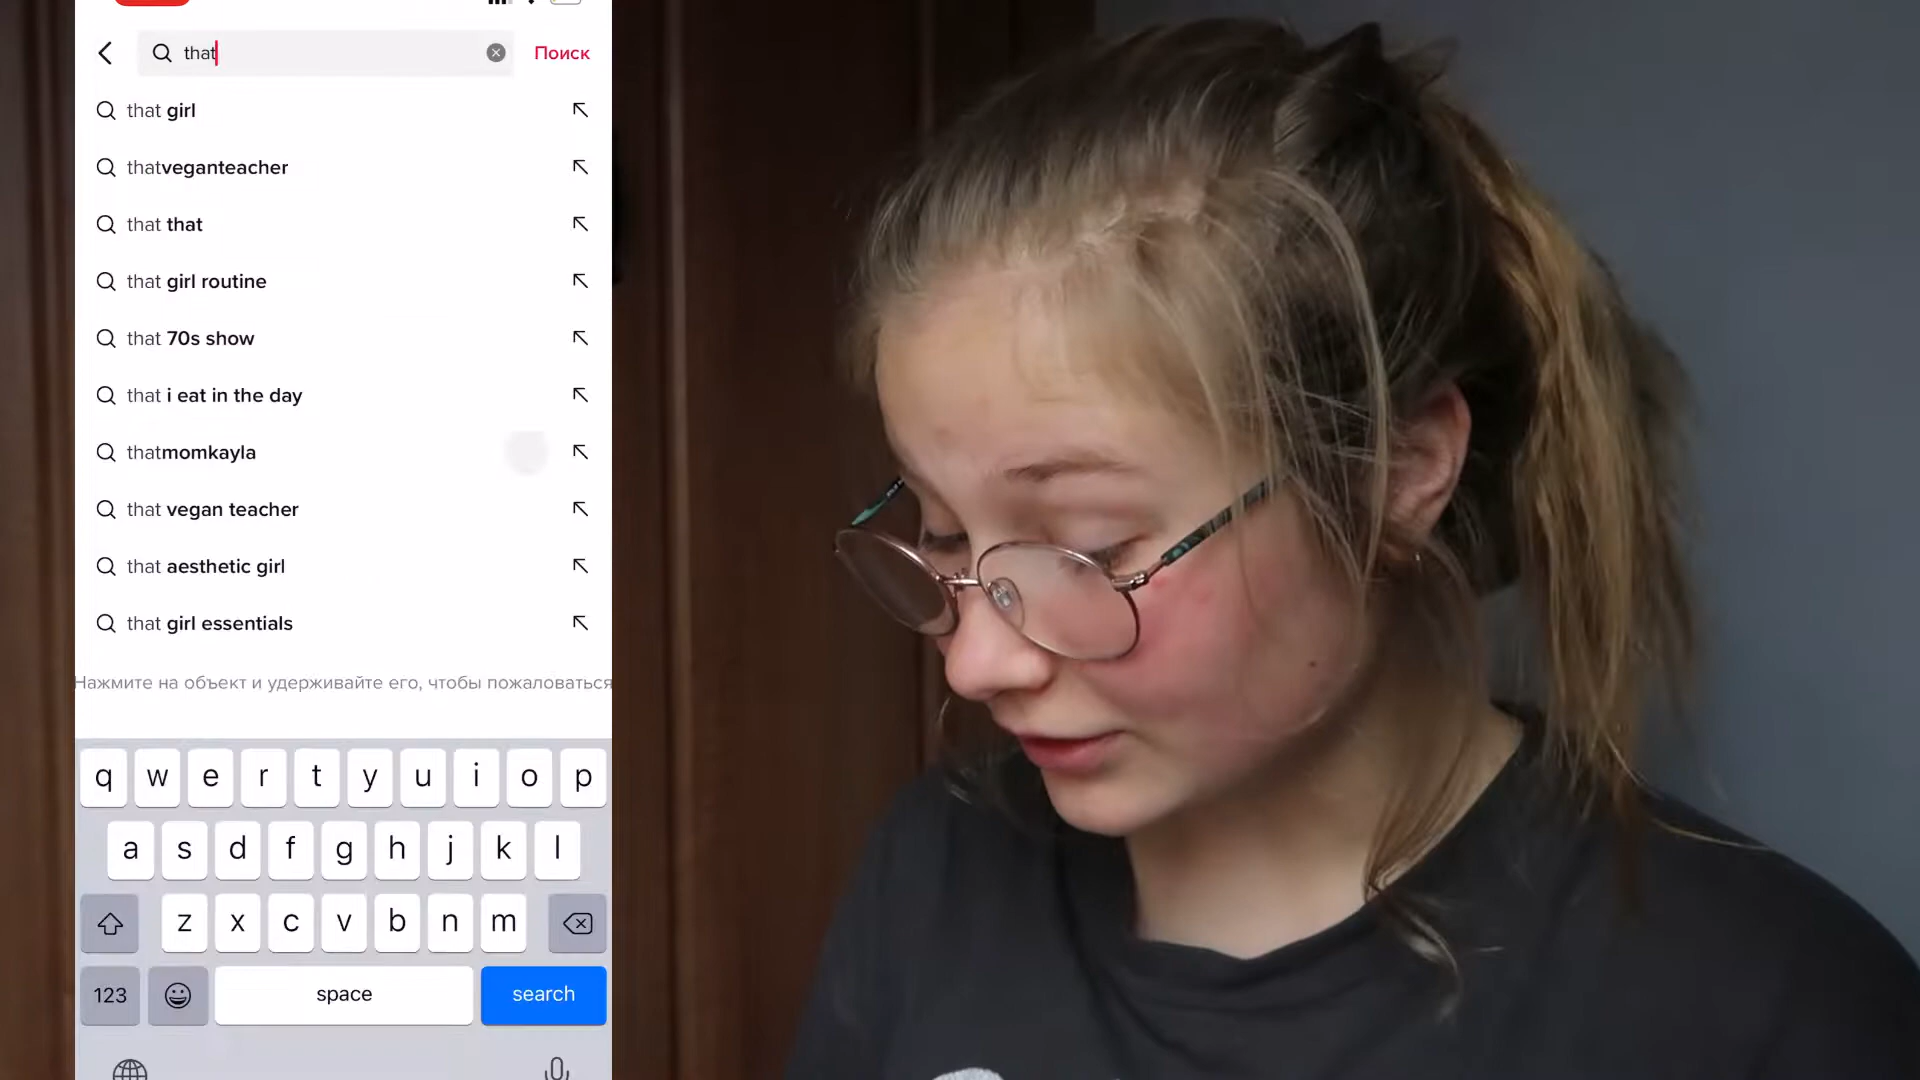 that
Поиск
that girl
thatveganteacher
that that
that girl routine
that 70s show
that i eat in the day
thatmomkayla
that vegan teacher
that aesthetic girl
that girl essentials
Нажмите на объект и удерживайте его, чтобы пожаловаться
q w e r t y u i o p
a s d f g h j k l
z x c v b n m
123 space search